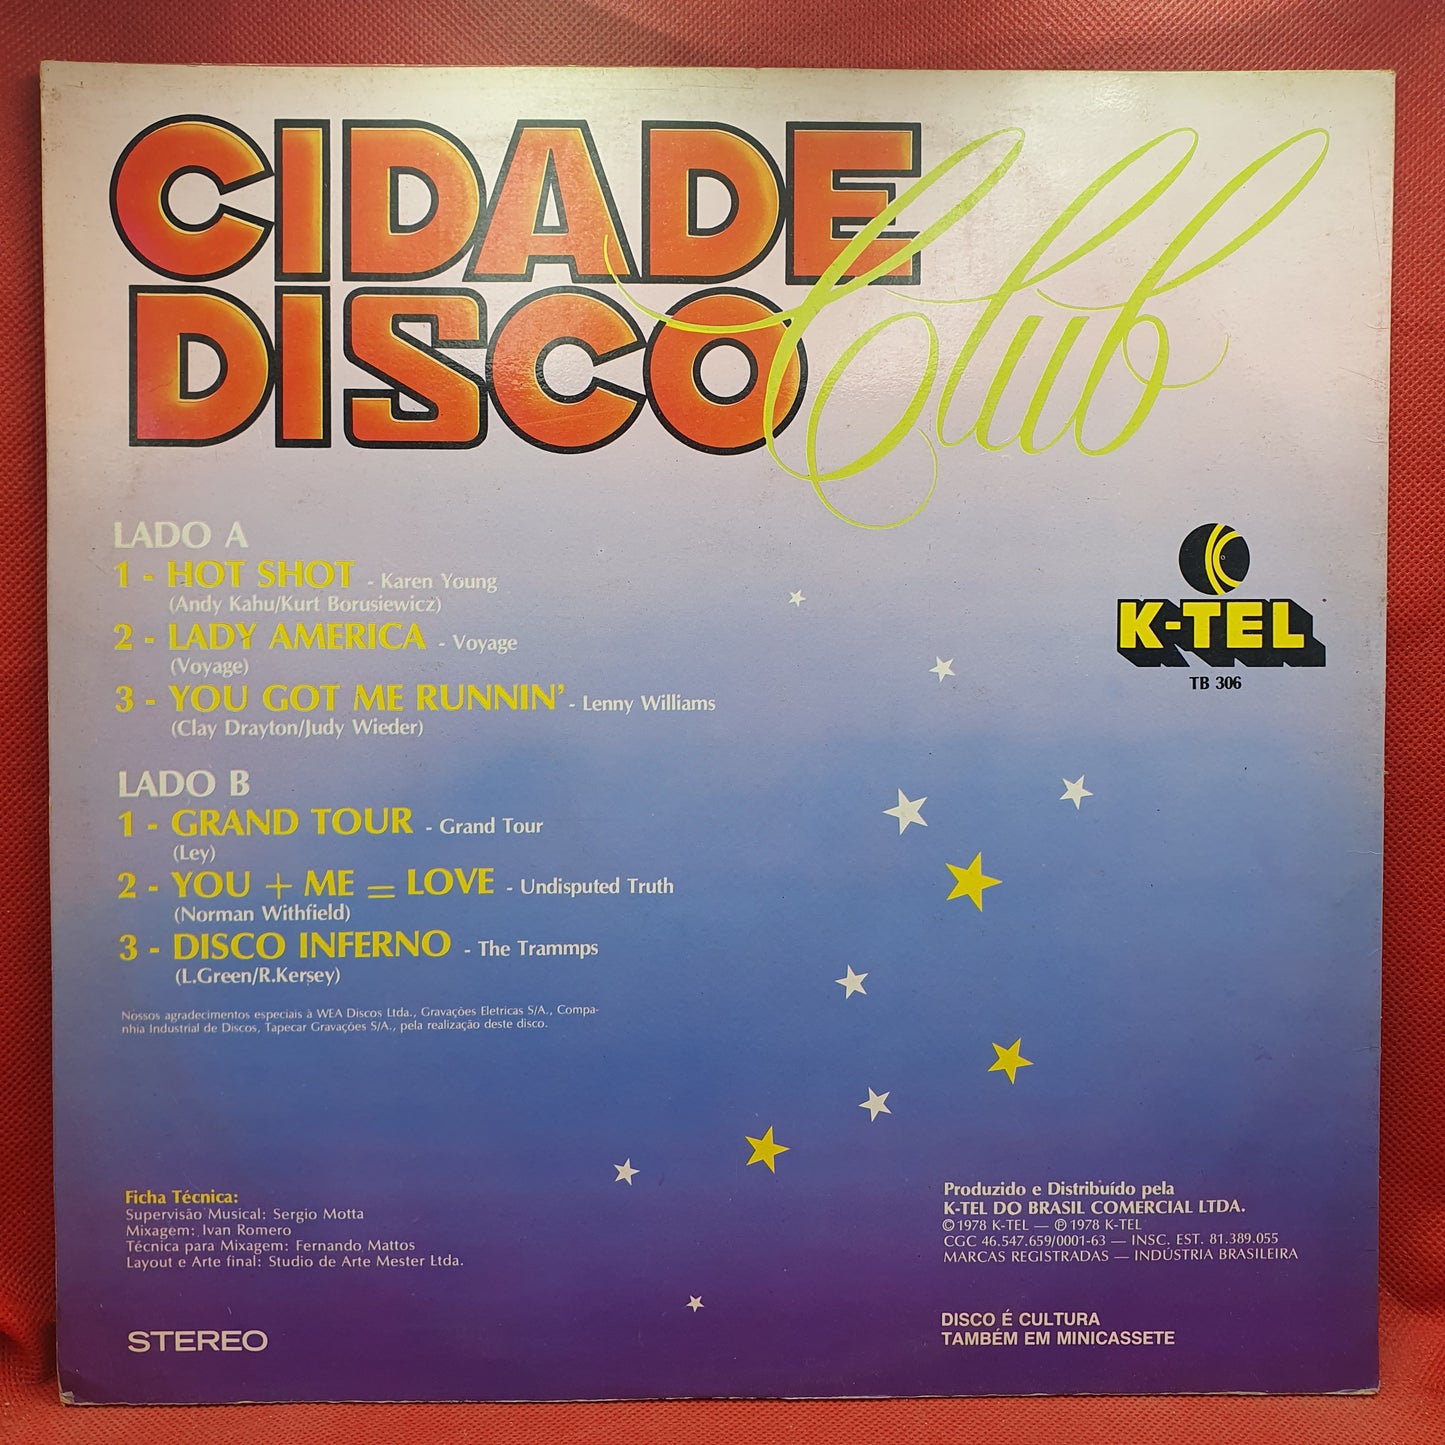 CIDADE
DISCO Club
LADO A
1 - HOT SHOT - Karen Young
(Andy Kahu/Kurt Borusiewicz)
2 - LADY AMERICA - Voyage
(Voyage)
3 - YOU GOT ME RUNNIN' - Lenny Williams
(Clay Drayton/Judy Wieder)
K-TEL
TB 306
LADO B
1 - GRAND TOUR - Grand Tour
(Ley)
2 - YOU + ME = LOVE - Undisputed Truth
(Norman Withfield)
3 - DISCO INFERNO - The Trammps
(L.Green/R.Kersey)
Nossos agradecimentos especiais à WEA Discos Ltda., Gravações Eletricas S/A., Compa-
nhia Industrial de Discos, Tapecar Gravações S/A., pela realização deste disco.
Ficha Técnica:
Supervisão Musical: Sergio Motta
Mixagem: Ivan Romero
Técnica para Mixagem: Fernando Mattos
Layout e Arte final: Studio de Arte Mester Ltda.
STEREO
Produzido e Distribuído pela
K-TEL DO BRASIL COMERCIAL LTDA.
© 1978 K-TEL — ℗ 1978 K-TEL
CGC 46.547.659/0001-63 — INSC. EST. 81.389.055
MARCAS REGISTRADAS — INDÚSTRIA BRASILEIRA
DISCO É CULTURA
TAMBÉM EM MINICASSETE